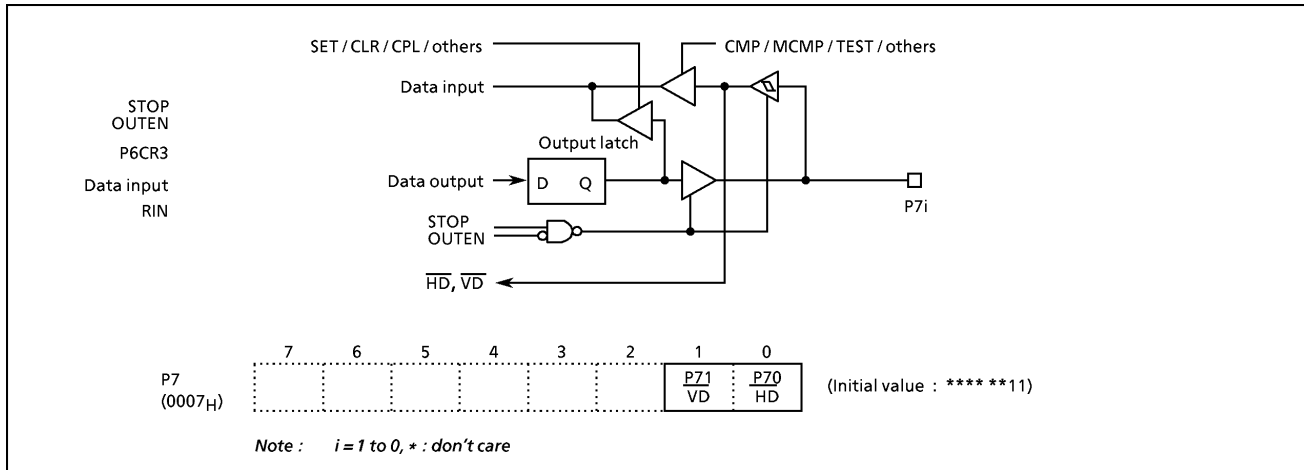 SET / CLR / CPL / others
CMP / MCMP / TEST / others
Data input
STOP
OUTEN
P6CR3
Data input
RIN
Output latch
Data output
D Q
P7i
STOP
OUTEN
HD, VD
7 6 5 4 3 2 1 0
P7
(0007H)
P71 P70
VD HD
(Initial value : **** **11)
Note : i = 1 to 0, * : don't care